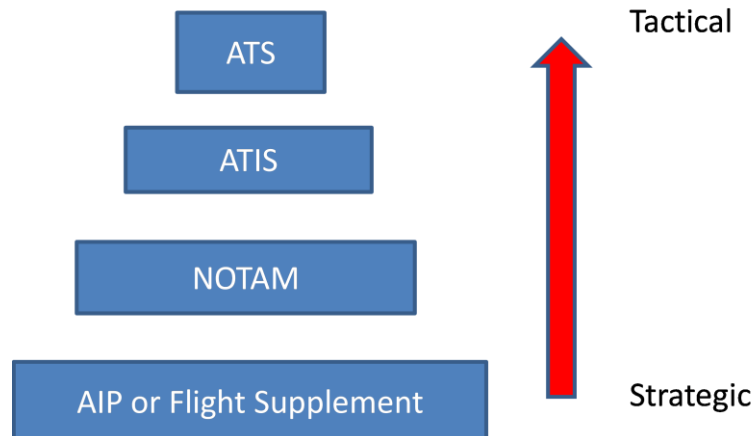 Tactical
ATS
ATIS
NOTAM
AIP or Flight Supplement
Strategic